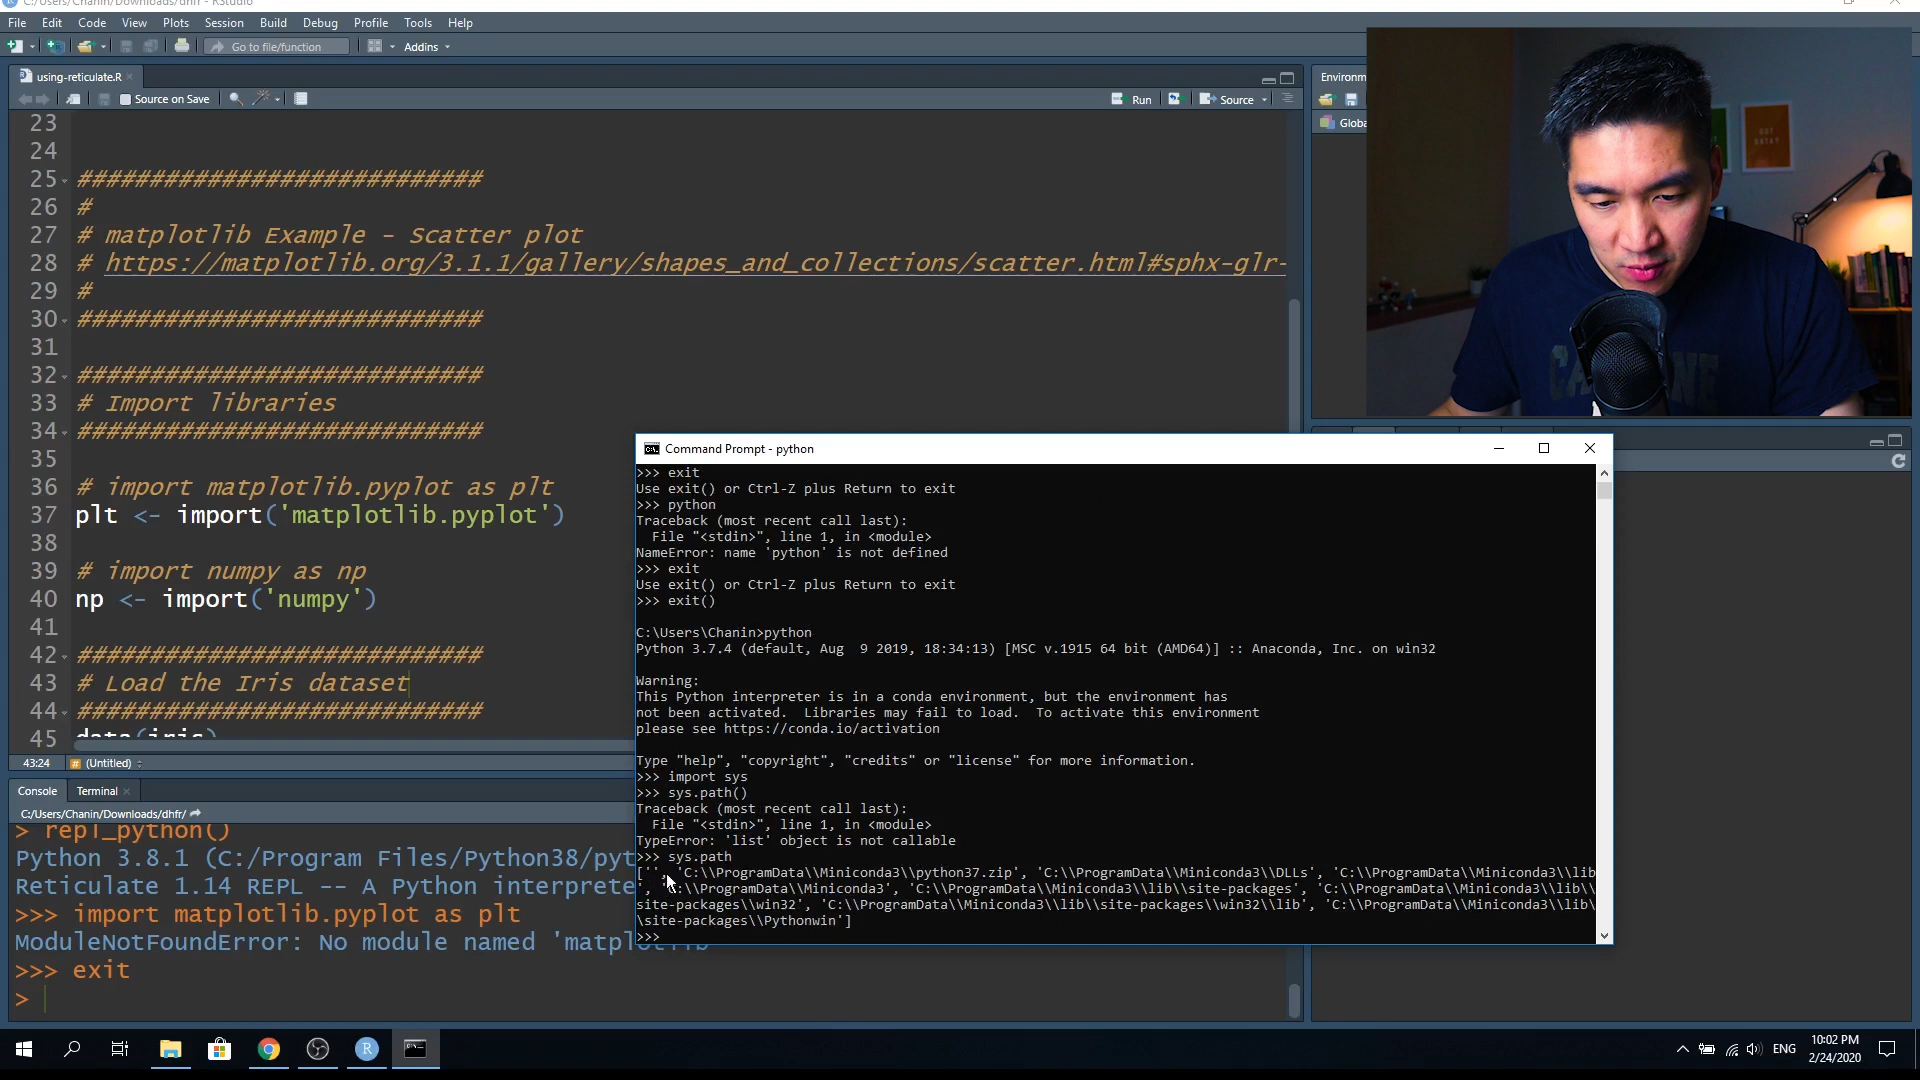 C:/Users/Chanin/Downloads/dhfr - RStudio
File Edit Code View Plots Session Build Debug Profile Tools Help
Go to file/function Addins
using-reticulate.R
Source on Save Run Source
23
24
25 ############################
26 #
27 # matplotlib Example - Scatter plot
28 # https://matplotlib.org/3.1.1/gallery/shapes_and_collections/scatter.html#sphx-glr-
29 #
30 ############################
31
32 ############################
33 # Import libraries
34 ############################
35
36 # import matplotlib.pyplot as plt
37 plt <- import('matplotlib.pyplot')
38
39 # import numpy as np
40 np <- import('numpy')
41
42 ############################
43 # Load the Iris dataset
44 ############################
45 data(iris)
43:24 (Untitled)
Console Terminal
C:/Users/Chanin/Downloads/dhfr/
> repl_python()
Python 3.8.1 (C:/Program Files/Python38/pyt
Reticulate 1.14 REPL -- A Python interprete
>>> import matplotlib.pyplot as plt
ModuleNotFoundError: No module named 'matplotlib
>>> exit
>
Environm
Globa
GOT DATA?
Command Prompt - python
>>> exit
Use exit() or Ctrl-Z plus Return to exit
>>> python
Traceback (most recent call last):
File "<stdin>", line 1, in <module>
NameError: name 'python' is not defined
>>> exit
Use exit() or Ctrl-Z plus Return to exit
>>> exit()
C:\Users\Chanin>python
Python 3.7.4 (default, Aug  9 2019, 18:34:13) [MSC v.1915 64 bit (AMD64)] :: Anaconda, Inc. on win32
Warning:
This Python interpreter is in a conda environment, but the environment has
not been activated.  Libraries may fail to load.  To activate this environment
please see https://conda.io/activation
Type "help", "copyright", "credits" or "license" for more information.
>>> import sys
>>> sys.path()
Traceback (most recent call last):
File "<stdin>", line 1, in <module>
TypeError: 'list' object is not callable
>>> sys.path
['', 'C:\\ProgramData\\Miniconda3\\python37.zip', 'C:\\ProgramData\\Miniconda3\\DLLs', 'C:\\ProgramData\\Miniconda3\\lib
', 'C:\\ProgramData\\Miniconda3', 'C:\\ProgramData\\Miniconda3\\lib\\site-packages', 'C:\\ProgramData\\Miniconda3\\lib\\
site-packages\\win32', 'C:\\ProgramData\\Miniconda3\\lib\\site-packages\\win32\\lib', 'C:\\ProgramData\\Miniconda3\\lib\
\site-packages\\Pythonwin']
>>>
ENG
10:02 PM
2/24/2020